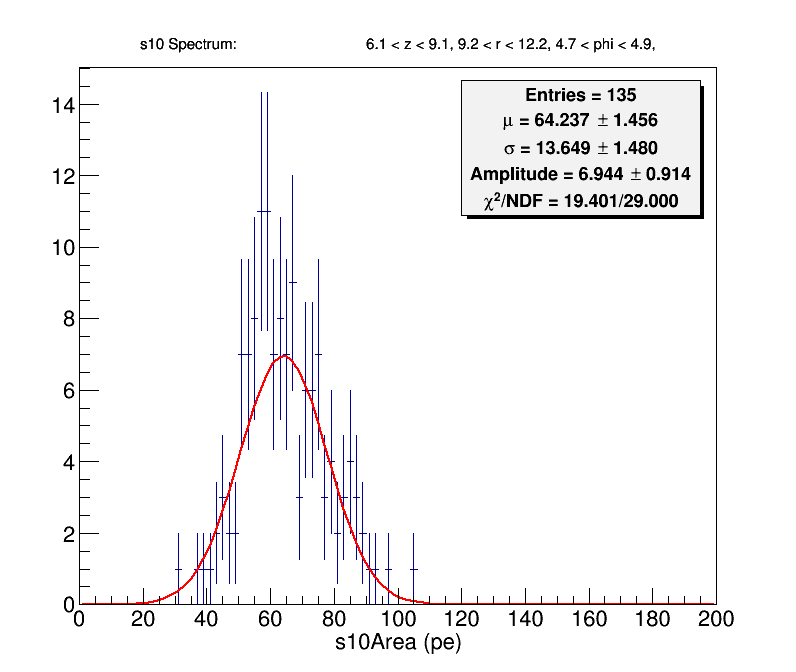 s10 Spectrum: 6.1 < z < 9.1, 9.2 < r < 12.2, 4.7 < phi < 4.9,
Entries = 135
μ = 64.237 ± 1.456
σ = 13.649 ± 1.480
Amplitude = 6.944 ± 0.914
χ²/NDF = 19.401/29.000
14
12
10
8
6
4
2
0
0 20 40 60 80 100 120 140 160 180 200
s10Area (pe)